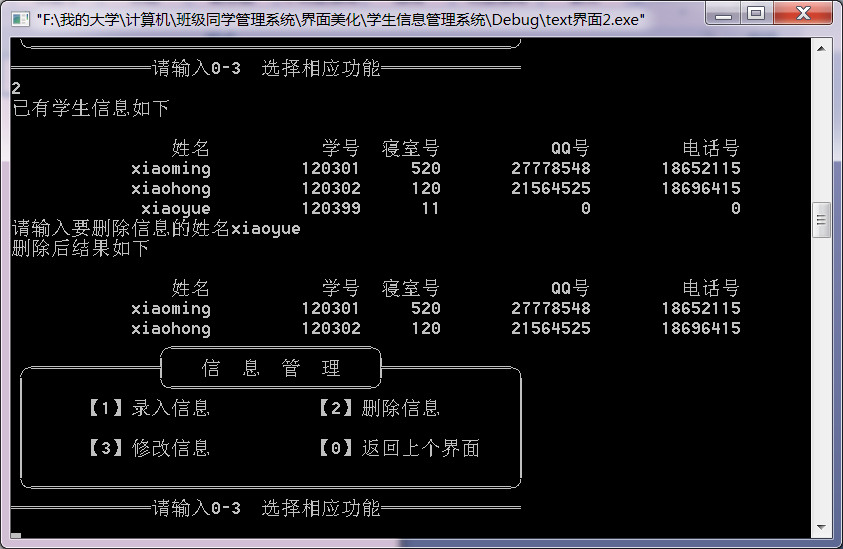 "F:\我的大学\计算机\班级同学管理系统\界面美化\学生信息管理系统\Debug\text界面2.exe"
请输入0-3 选择相应功能
2
已有学生信息如下
姓名 学号 寝室号 QQ号 电话号
xiaoming 120301 520 27778548 18652115
xiaohong 120302 120 21564525 18696415
xiaoyue 120399 11 0 0
请输入要删除信息的姓名xiaoyue
删除后结果如下
姓名 学号 寝室号 QQ号 电话号
xiaoming 120301 520 27778548 18652115
xiaohong 120302 120 21564525 18696415
信 息 管 理
【1】录入信息 【2】删除信息
【3】修改信息 【0】返回上个界面
请输入0-3 选择相应功能